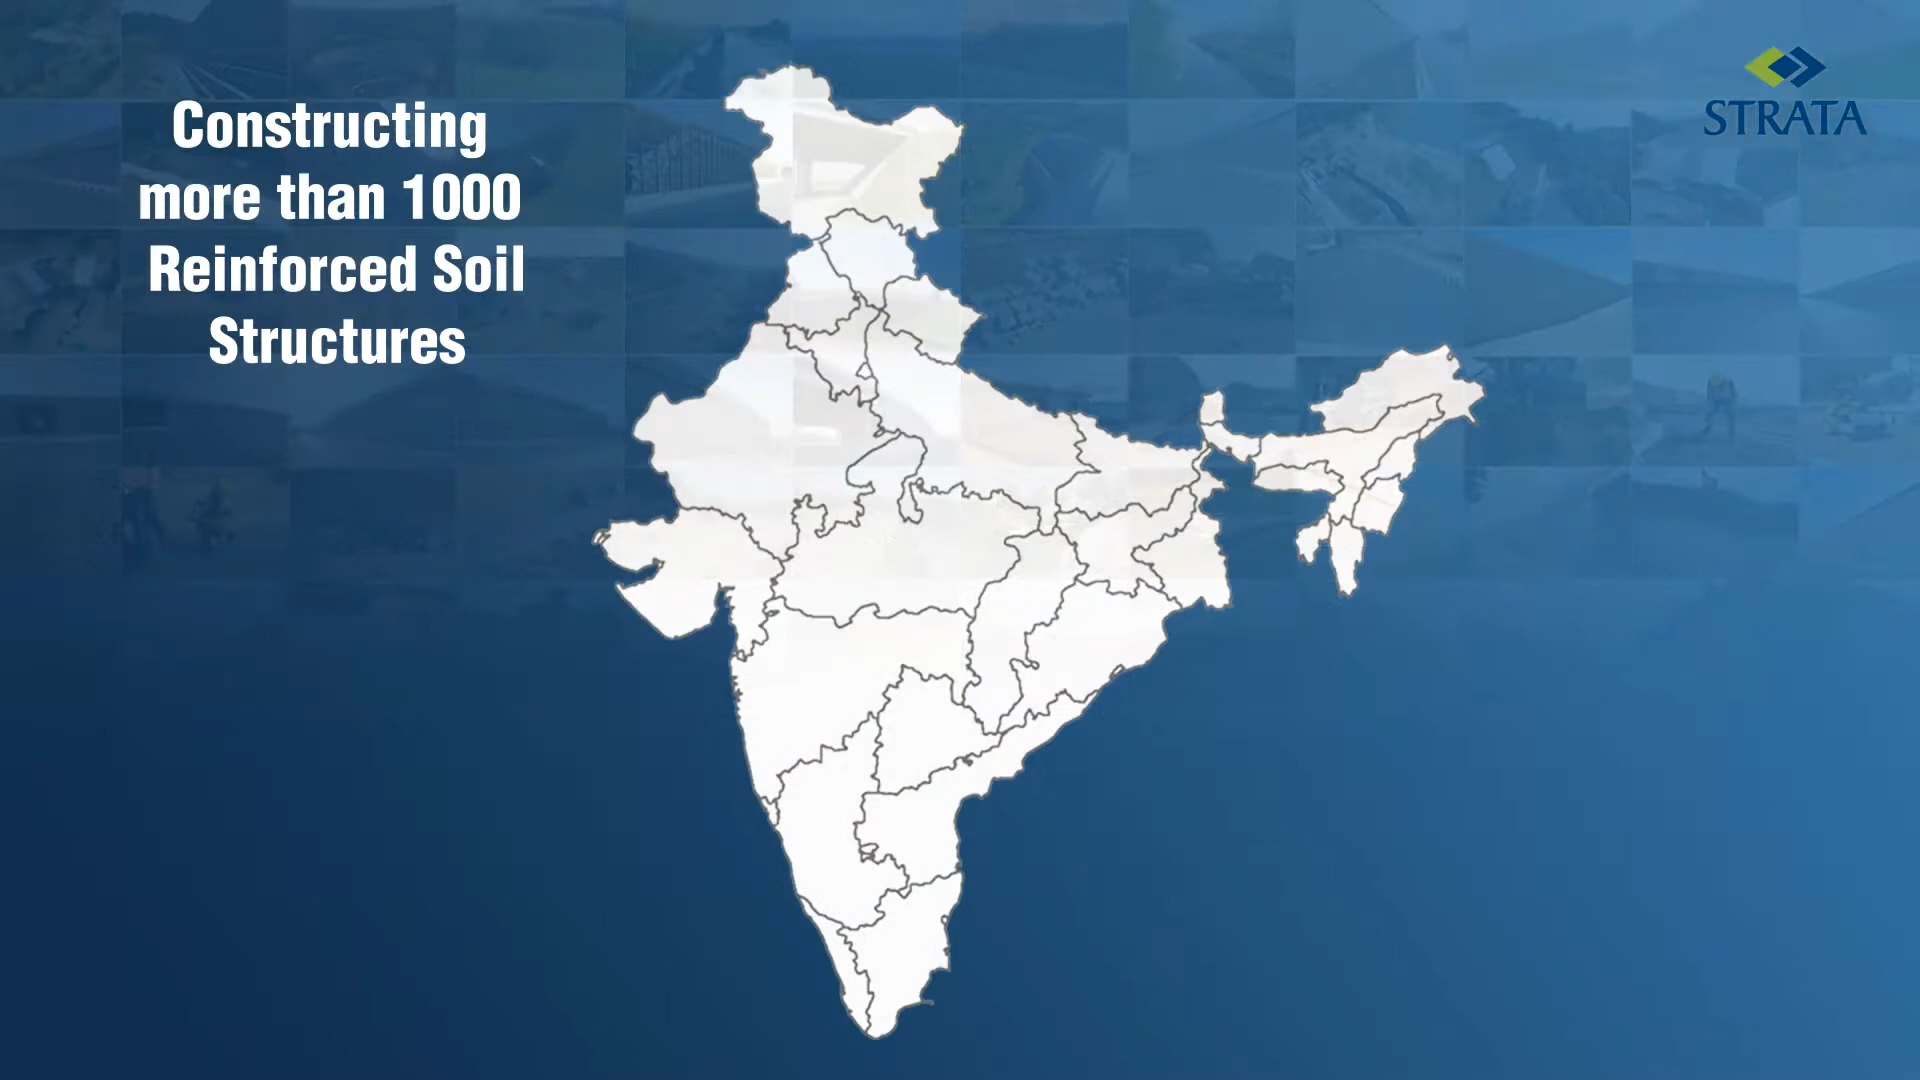 Constructing
more than 1000
Reinforced Soil
Structures
STRATA